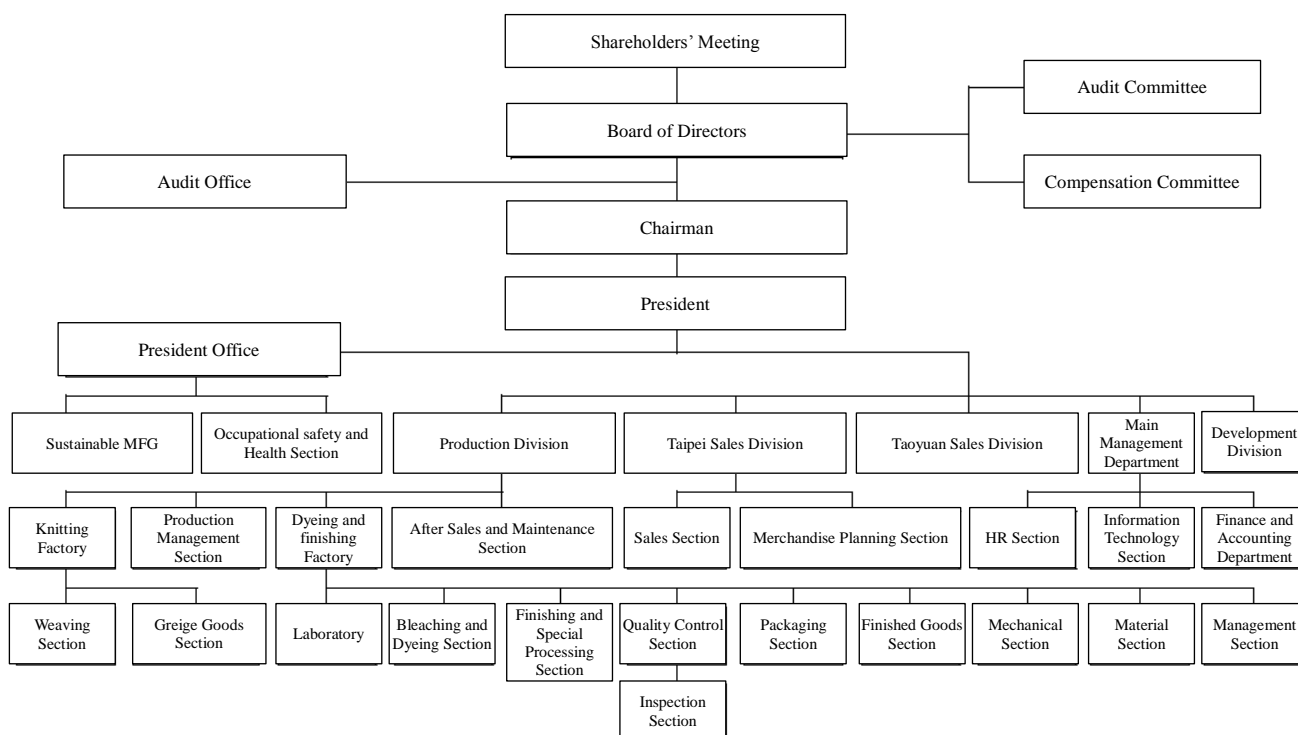 Shareholders’ Meeting
Audit Committee
Board of Directors
Audit Office
Compensation Committee
Chairman
President
President Office
Sustainable MFG
Occupational safety and
Health Section
Production Division
Taipei Sales Division
Taoyuan Sales Division
Main
Management
Department
Development
Division
Knitting
Factory
Production
Management
Section
Dyeing and
finishing
Factory
After Sales and Maintenance
Section
Sales Section
Merchandise Planning Section
HR Section
Information
Technology
Section
Finance and
Accounting
Department
Weaving
Section
Greige Goods
Section
Laboratory
Bleaching and
Dyeing Section
Finishing and
Special
Processing
Section
Quality Control
Section
Packaging
Section
Finished Goods
Section
Mechanical
Section
Material
Section
Management
Section
Inspection
Section